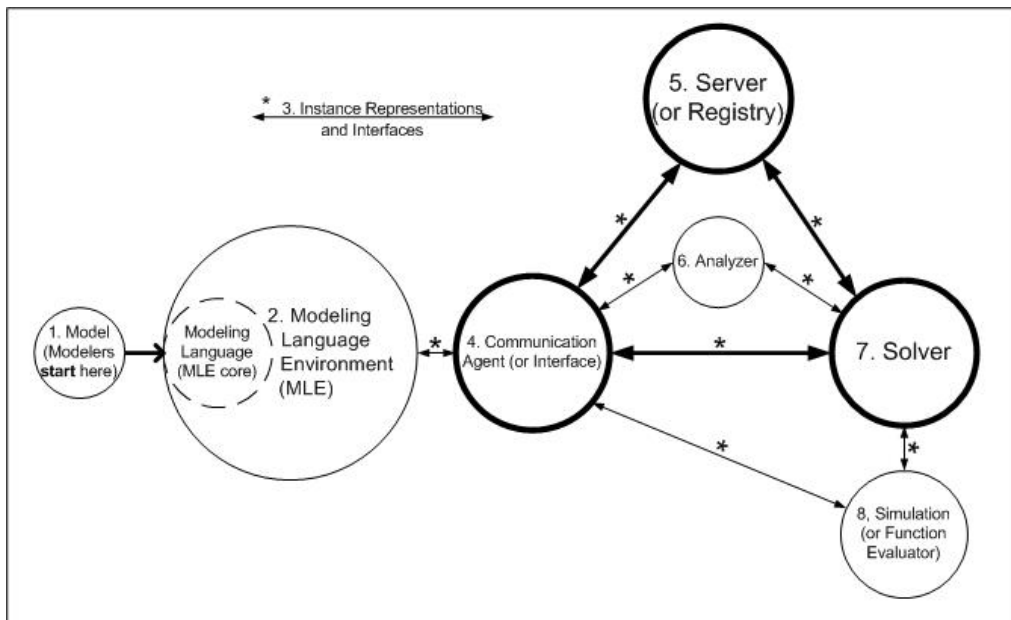 5. Server
(or Registry)
* 3. Instance Representations
and Interfaces
*
*
6. Analyzer
*
*
1. Model
(Modelers
start here)
Modeling
Language
(MLE core)
2. Modeling
Language
Environment
(MLE)
*
4. Communication
Agent (or Interface)
*
7. Solver
*
*
8, Simulation
(or Function
Evaluator)